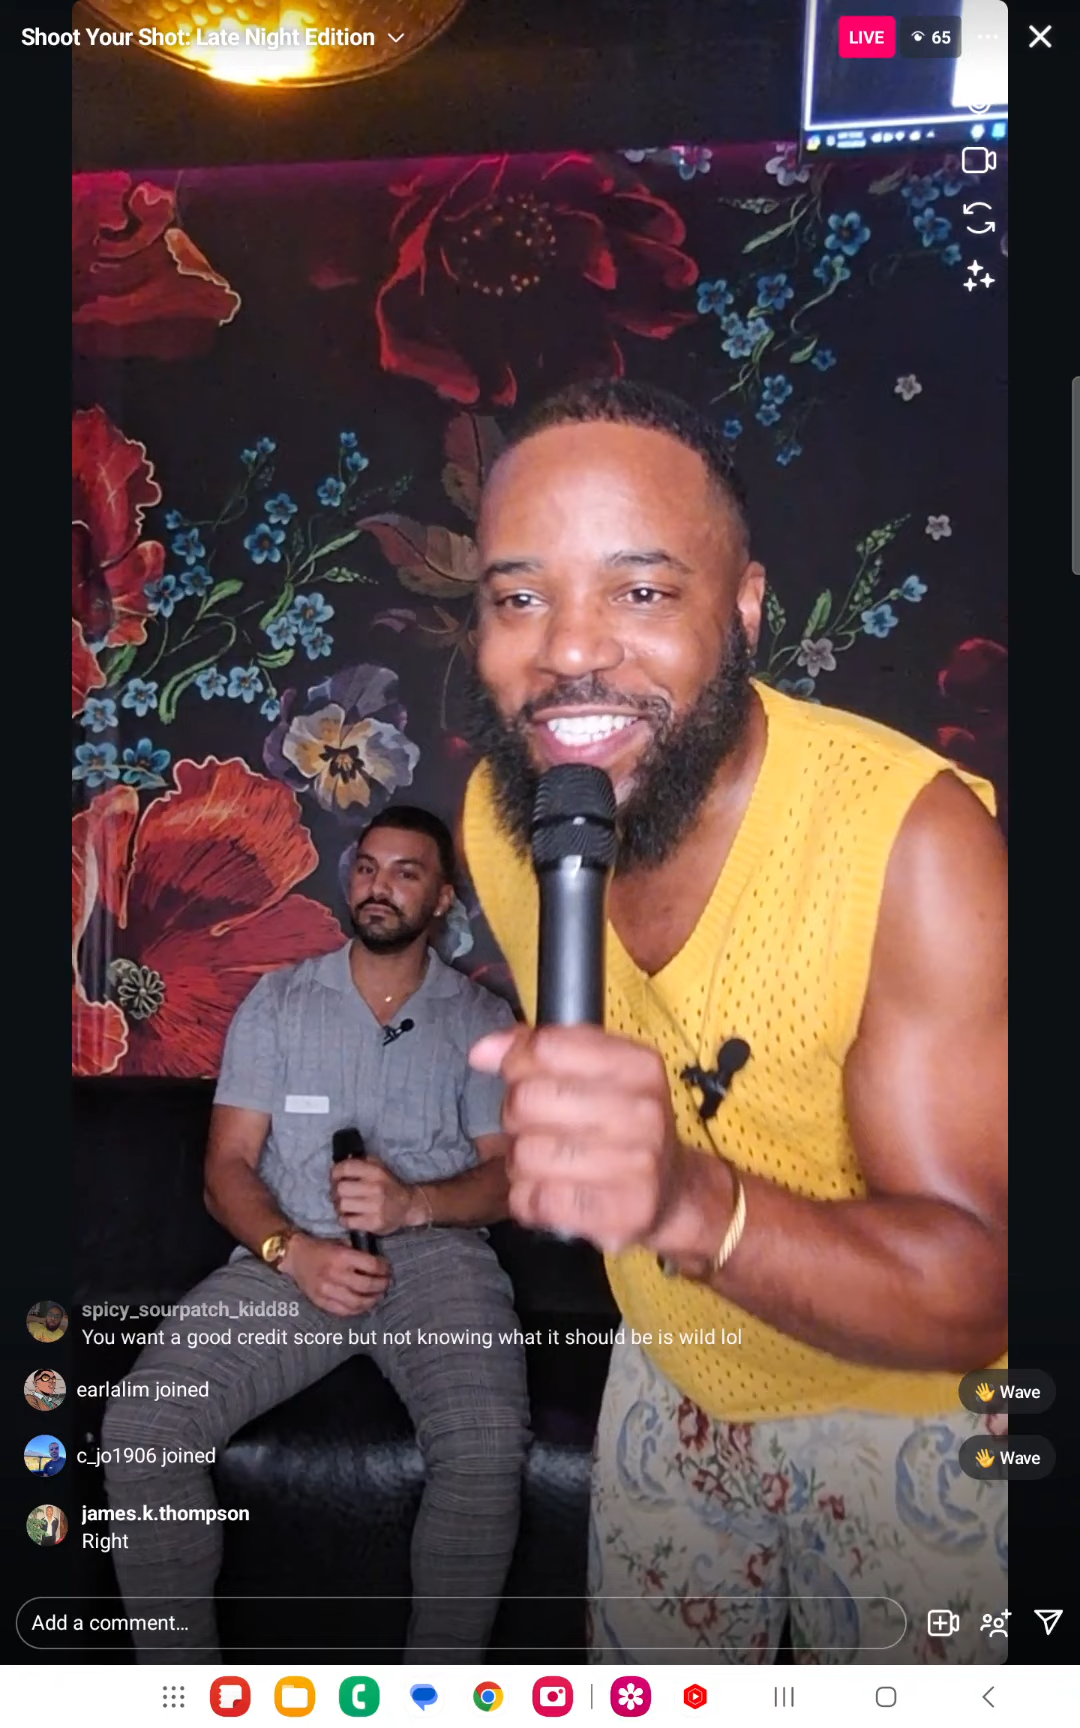 Shoot Your Shot: Late Night Edition
LIVE
65
spicy_sourpatch_kidd88
You want a good credit score but not knowing what it should be is wild lol
earlalim joined
Wave
c_jo1906 joined
Wave
james.k.thompson
Right
Add a comment...